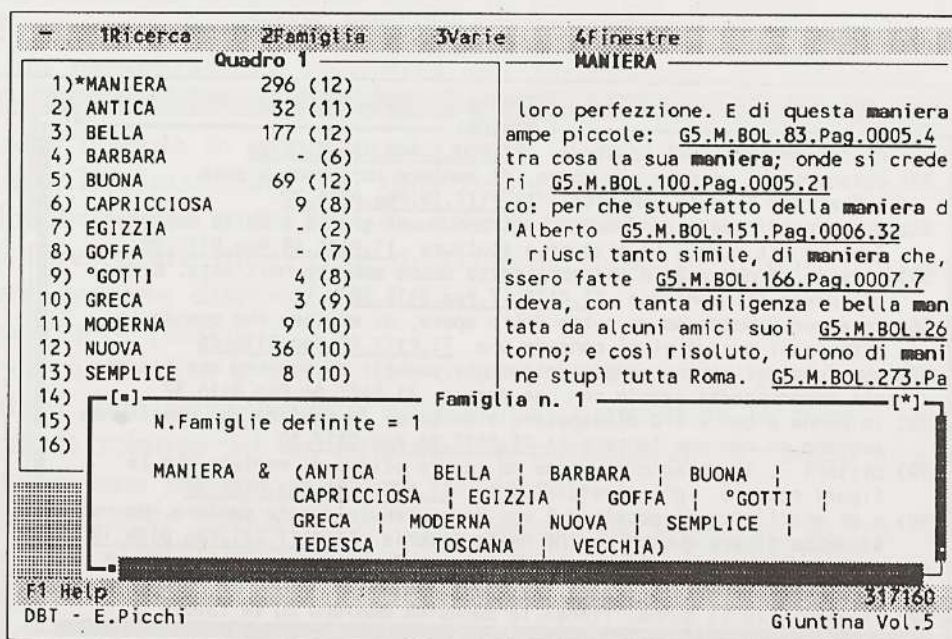 1Ricerca 2Famiglia 3Varie 4Finestre
Quadro 1
1)*MANIERA 296 (12)
2) ANTICA 32 (11)
3) BELLA 177 (12)
4) BARBARA - (6)
5) BUONA 69 (12)
6) CAPRICCIOSA 9 (8)
7) EGIZZIA - (2)
8) GOFFA - (7)
9) °GOTTI 4 (8)
10) GRECA 3 (9)
11) MODERNA 9 (10)
12) NUOVA 36 (10)
13) SEMPLICE 8 (10)
14)
15)
16)
MANIERA
loro perfezzione. E di questa maniera
ampe piccole: G5.M.BOL.83.Pag.0005.4
tra cosa la sua maniera; onde si crede
ri G5.M.BOL.100.Pag.0005.21
co: per che stupefatto della maniera d
'Alberto G5.M.BOL.151.Pag.0006.32
, riuscì tanto simile, di maniera che,
ssero fatte G5.M.BOL.166.Pag.0007.7
ideva, con tanta diligenza e bella man
tata da alcuni amici suoi G5.M.BOL.26
torno; e così risoluto, furono di mani
ne stupì tutta Roma. G5.M.BOL.273.Pa
[▪] Famiglia n. 1 [*]
N.Famiglie definite = 1
MANIERA & (ANTICA ¦ BELLA ¦ BARBARA ¦ BUONA ¦
CAPRICCIOSA ¦ EGIZZIA ¦ GOFFA ¦ °GOTTI ¦
GRECA ¦ MODERNA ¦ NUOVA ¦ SEMPLICE ¦
TEDESCA ¦ TOSCANA ¦ VECCHIA)
F1 Help 317160
DBT - E.Picchi Giuntina Vol.5